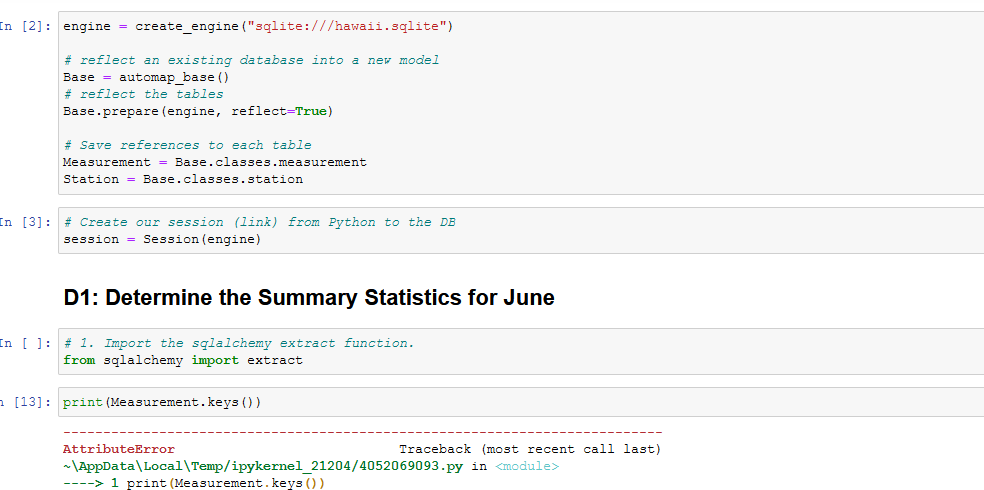 In [2]: engine = create_engine("sqlite:///hawaii.sqlite")
# reflect an existing database into a new model
Base = automap_base()
# reflect the tables
Base.prepare(engine, reflect=True)
# Save references to each table
Measurement = Base.classes.measurement
Station = Base.classes.station
In [3]: # Create our session (link) from Python to the DB
session = Session(engine)
D1: Determine the Summary Statistics for June
In [ ]: # 1. Import the sqlalchemy extract function.
from sqlalchemy import extract
n [13]: print(Measurement.keys())
---------------------------------------------------------------------------
AttributeError                            Traceback (most recent call last)
~\AppData\Local\Temp/ipykernel_21204/4052069093.py in <module>
----> 1 print(Measurement.keys())